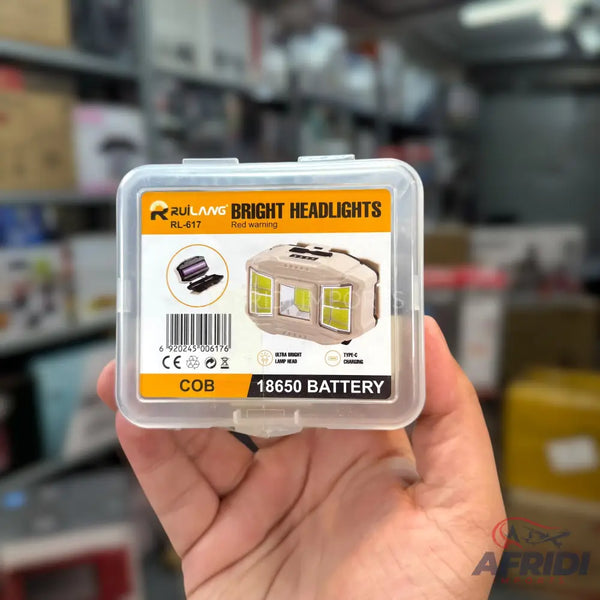 RUiLANG
RL-617
BRIGHT HEADLIGHTS
Red warning
ULTRA BRIGHT
LAMP HEAD
TYPE-C
CHARGING
6 920245 006176
CE
COB
18650 BATTERY
AFRIDI